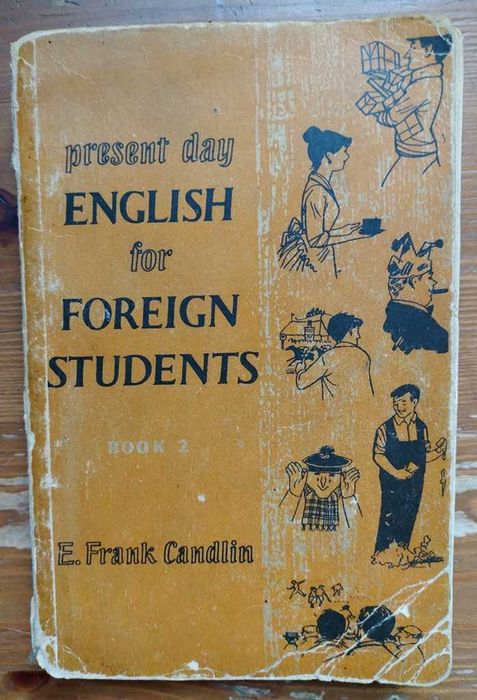 present day
ENGLISH
for
FOREIGN
STUDENTS
BOOK 2
E. Frank Candlin